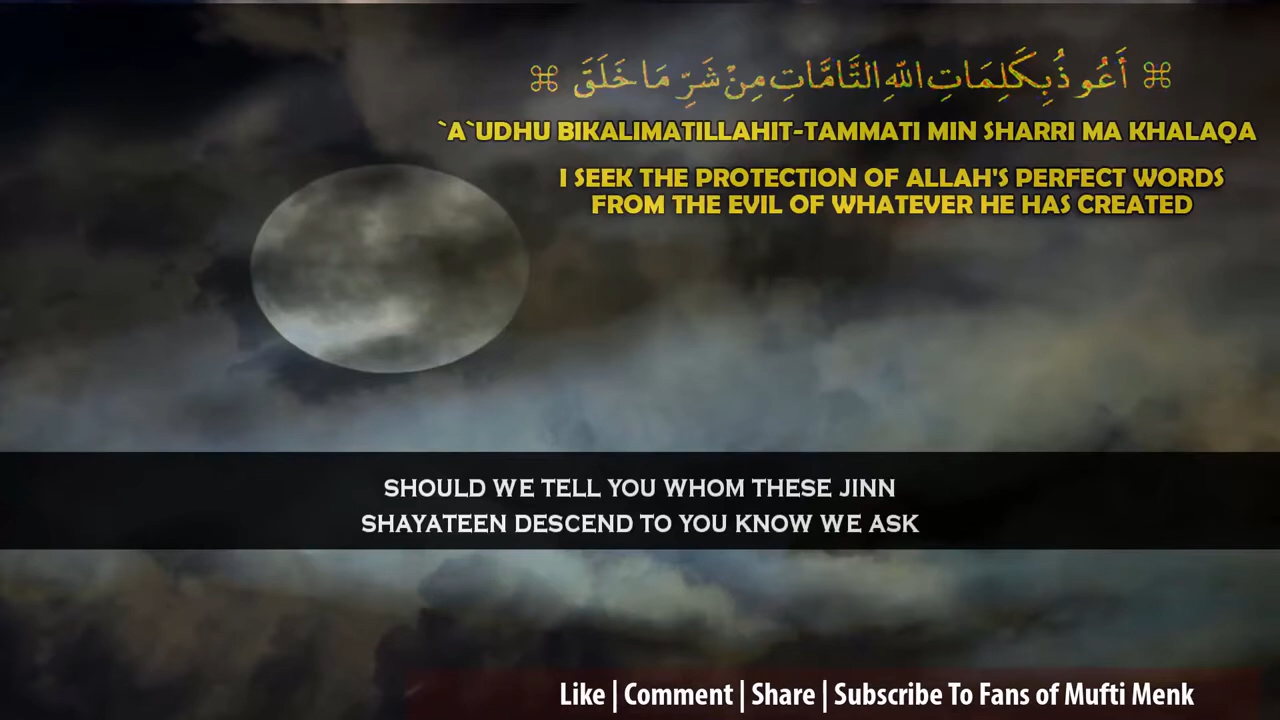 ⌘ أَعُوذُ بِكَلِمَاتِ اللّٰهِ التَّامَّاتِ مِنْ شَرِّ مَا خَلَقَ ⌘
`A`UDHU BIKALIMATILLAHIT-TAMMATI MIN SHARRI MA KHALAQA
I SEEK THE PROTECTION OF ALLAH'S PERFECT WORDS
FROM THE EVIL OF WHATEVER HE HAS CREATED
SHOULD WE TELL YOU WHOM THESE JINN
SHAYATEEN DESCEND TO YOU KNOW WE ASK
Like | Comment | Share | Subscribe To Fans of Mufti Menk